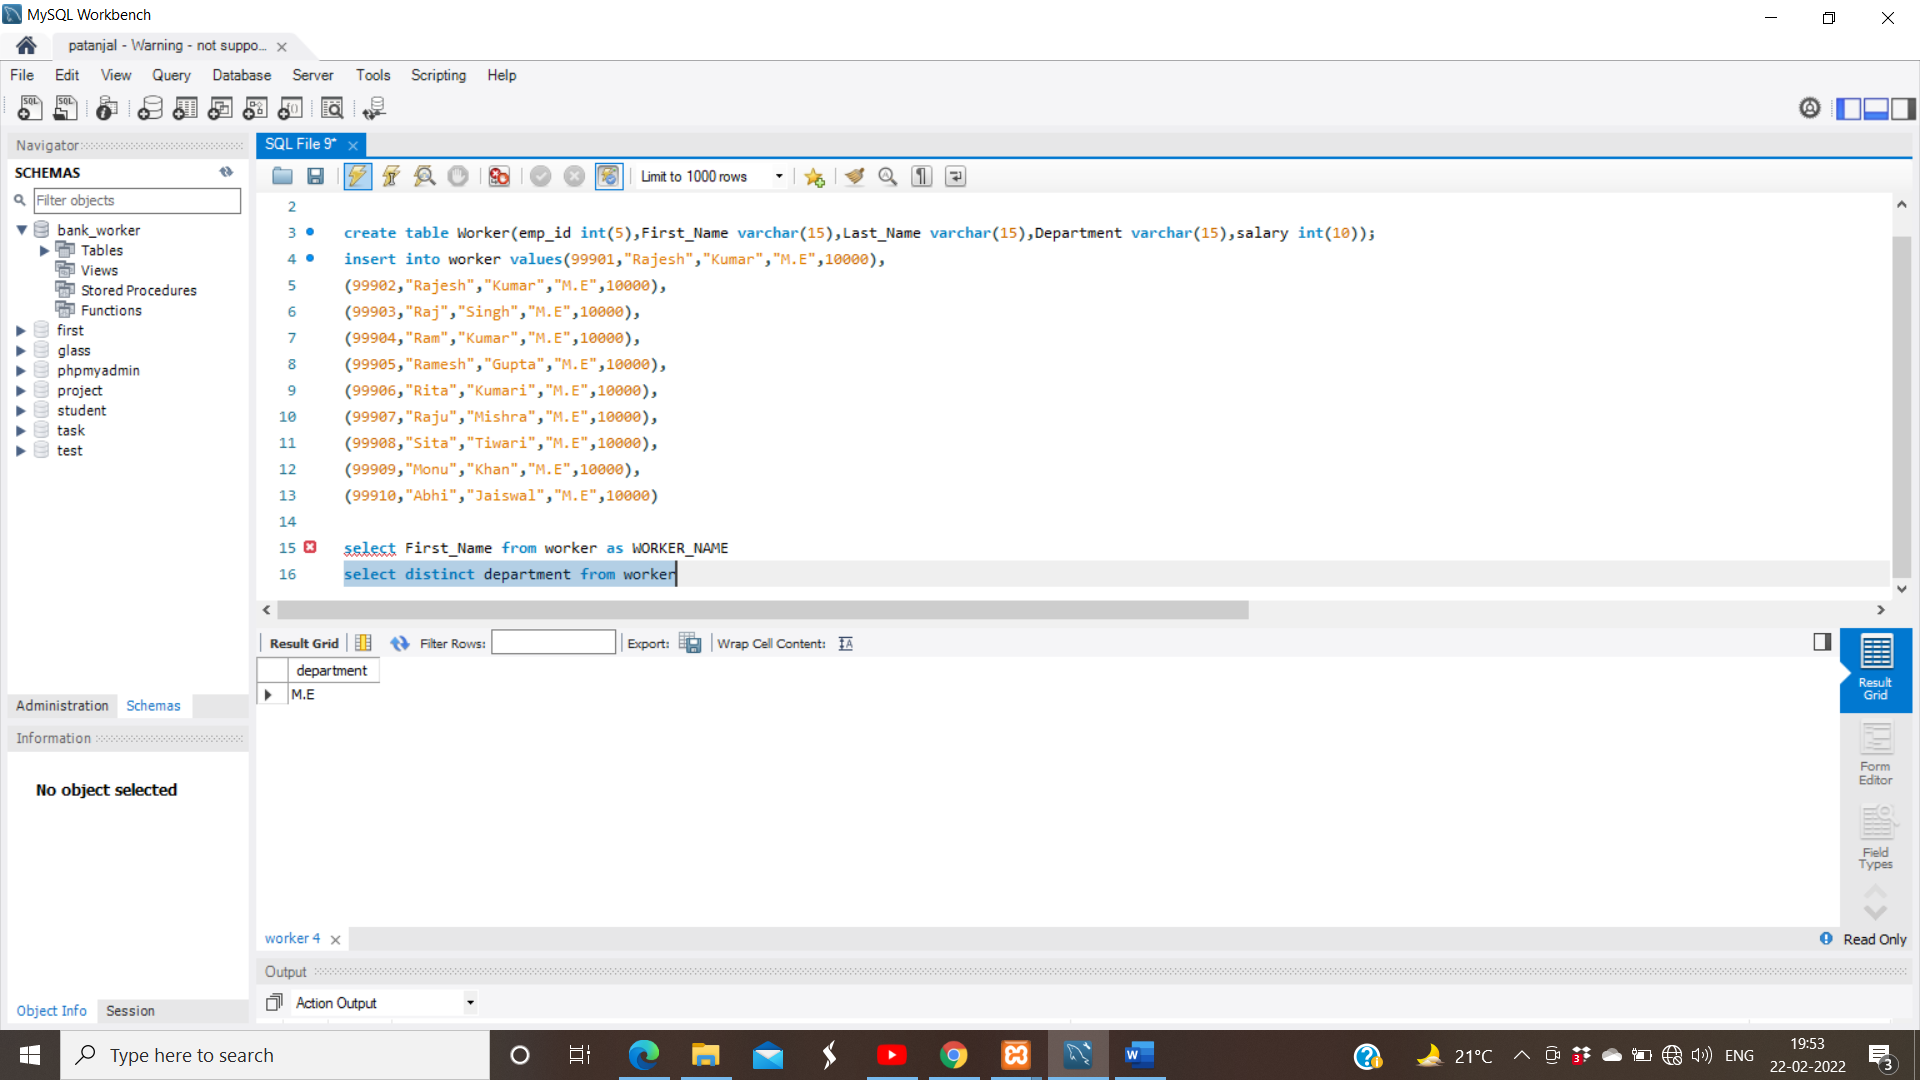 MySQL Workbench
patanjal - Warning - not suppo...
File Edit View Query Database Server Tools Scripting Help
Navigator
SCHEMAS
Filter objects
bank_worker
Tables
Views
Stored Procedures
Functions
first
glass
phpmyadmin
project
student
task
test
Administration Schemas
Information
No object selected
Object Info Session
SQL File 9*
Limit to 1000 rows
2
3 create table Worker(emp_id int(5),First_Name varchar(15),Last_Name varchar(15),Department varchar(15),salary int(10));
4 insert into worker values(99901,"Rajesh","Kumar","M.E",10000),
5 (99902,"Rajesh","Kumar","M.E",10000),
6 (99903,"Raj","Singh","M.E",10000),
7 (99904,"Ram","Kumar","M.E",10000),
8 (99905,"Ramesh","Gupta","M.E",10000),
9 (99906,"Rita","Kumari","M.E",10000),
10 (99907,"Raju","Mishra","M.E",10000),
11 (99908,"Sita","Tiwari","M.E",10000),
12 (99909,"Monu","Khan","M.E",10000),
13 (99910,"Abhi","Jaiswal","M.E",10000)
14
15 select First_Name from worker as WORKER_NAME
16 select distinct department from worker
Result Grid Filter Rows: Export: Wrap Cell Content:
department
M.E
Result Grid
Form Editor
Field Types
worker 4
Read Only
Output
Action Output
Type here to search
21°C
ENG
19:53
22-02-2022
3